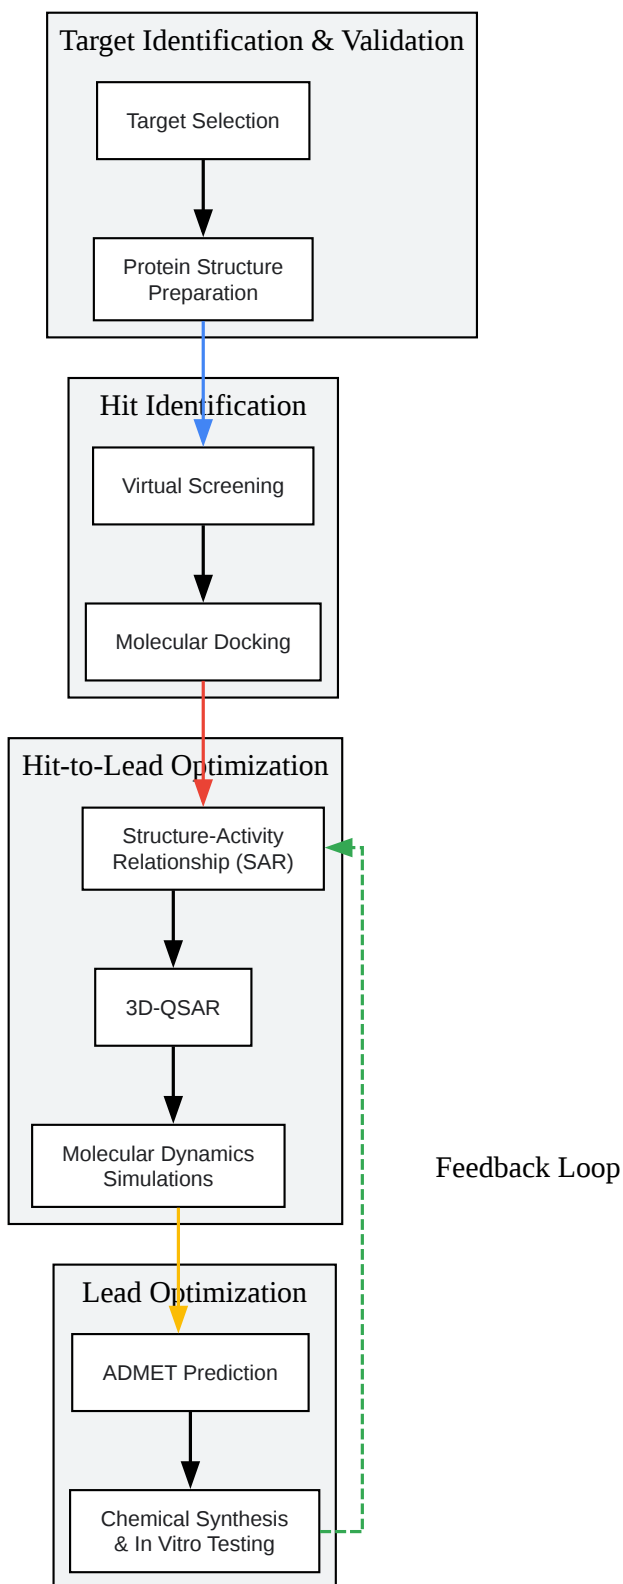 Target Identification & Validation
Target Selection
Protein Structure
Preparation
Hit Identification
Virtual Screening
Molecular Docking
Hit-to-Lead Optimization
Structure-Activity
Relationship (SAR)
3D-QSAR
Molecular Dynamics
Simulations
Feedback Loop
Lead Optimization
ADMET Prediction
Chemical Synthesis
& In Vitro Testing